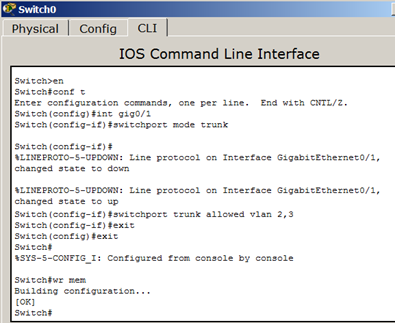 Switch0
Physical Config CLI
IOS Command Line Interface
Switch>en
Switch#conf t
Enter configuration commands, one per line.  End with CNTL/Z.
Switch(config)#int gig0/1
Switch(config-if)#switchport mode trunk
Switch(config-if)#
%LINEPROTO-5-UPDOWN: Line protocol on Interface GigabitEthernet0/1,
changed state to down
%LINEPROTO-5-UPDOWN: Line protocol on Interface GigabitEthernet0/1,
changed state to up
Switch(config-if)#switchport trunk allowed vlan 2,3
Switch(config-if)#exit
Switch(config)#exit
Switch#
%SYS-5-CONFIG_I: Configured from console by console
Switch#wr mem
Building configuration...
[OK]
Switch#